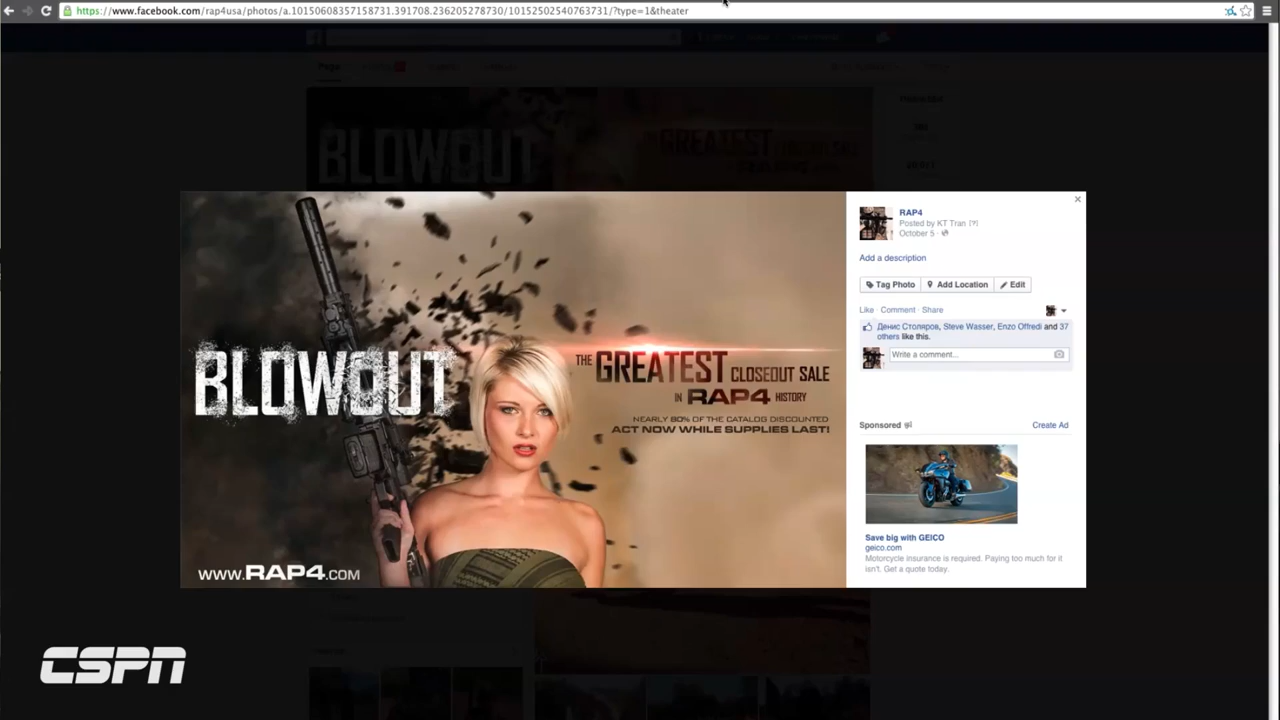 https://www.facebook.com/rap4usa/photos/a.10150608357158731.391708.236205278730/10152502540763731/?type=1&theater
Page
BLOWOUT
GREATEST
BLOWOUT
THE GREATEST CLOSEOUT SALE
IN RAP4 HISTORY
NEARLY 80% OF THE CATALOG DISCOUNTED
ACT NOW WHILE SUPPLIES LAST!
WWW.RAP4.COM
RAP4
Posted by KT Tran [?]
October 5 ·
Add a description
Tag Photo
Add Location
Edit
Like · Comment · Share
Денис Столяров, Steve Wasser, Enzo Offredi and 37
others like this.
Write a comment...
Sponsored
Create Ad
Save big with GEICO
geico.com
Motorcycle insurance is required. Paying too much for it
isn't. Get a quote today.
CSPN